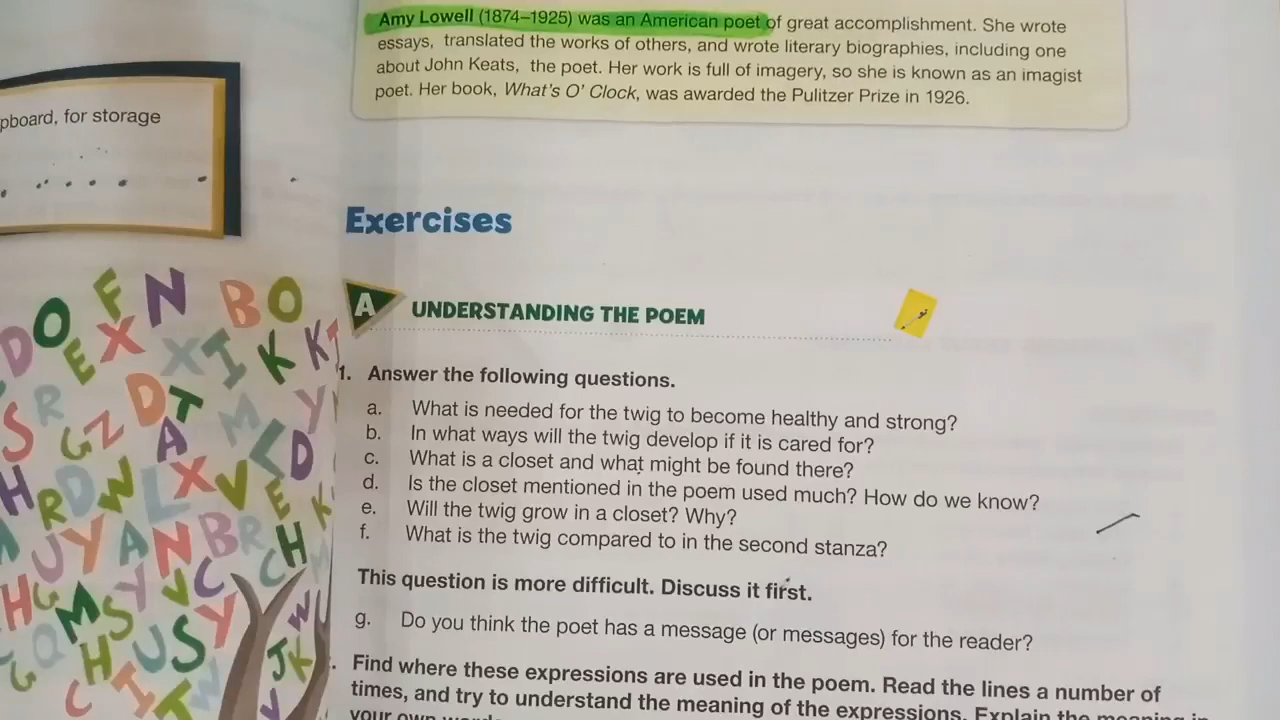 Amy Lowell (1874–1925) was an American poet of great accomplishment. She wrote
essays, translated the works of others, and wrote literary biographies, including one
about John Keats, the poet. Her work is full of imagery, so she is known as an imagist
poet. Her book, What's O' Clock, was awarded the Pulitzer Prize in 1926.
pboard, for storage
Exercises
A UNDERSTANDING THE POEM
1. Answer the following questions.
a. What is needed for the twig to become healthy and strong?
b. In what ways will the twig develop if it is cared for?
c. What is a closet and what might be found there?
d. Is the closet mentioned in the poem used much? How do we know?
e. Will the twig grow in a closet? Why?
f. What is the twig compared to in the second stanza?
This question is more difficult. Discuss it first.
g. Do you think the poet has a message (or messages) for the reader?
. Find where these expressions are used in the poem. Read the lines a number of
times, and try to understand the meaning of the expressions. Explain the meaning in
your own words